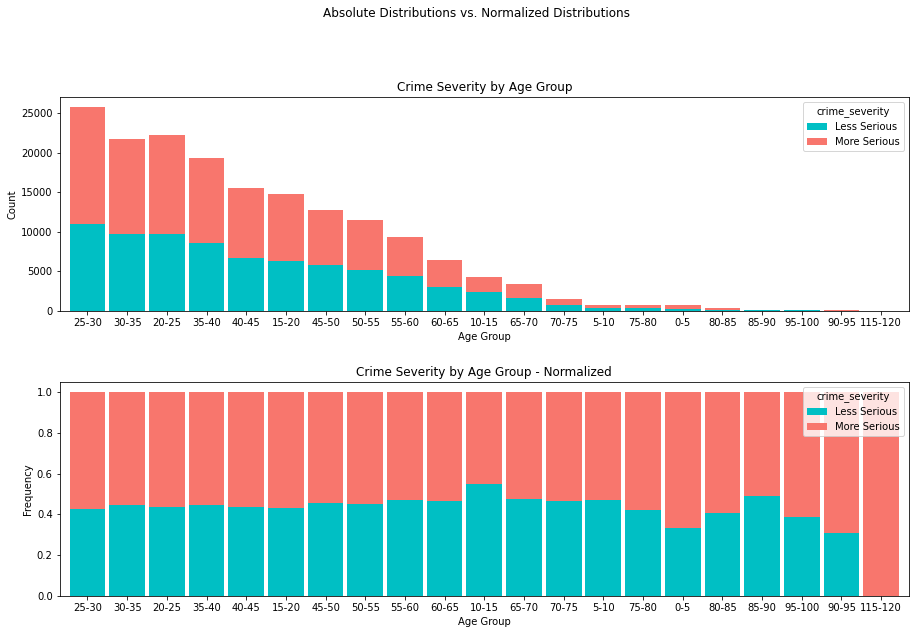 Absolute Distributions vs. Normalized Distributions
Crime Severity by Age Group
crime_severity
Less Serious
More Serious
25000
20000
15000
10000
5000
0
Count
25-30 30-35 20-25 35-40 40-45 15-20 45-50 50-55 55-60 60-65 10-15 65-70 70-75 5-10 75-80 0-5 80-85 85-90 95-100 90-95 115-120
Age Group
Crime Severity by Age Group - Normalized
crime_severity
Less Serious
More Serious
1.0
0.8
0.6
0.4
0.2
0.0
Frequency
25-30 30-35 20-25 35-40 40-45 15-20 45-50 50-55 55-60 60-65 10-15 65-70 70-75 5-10 75-80 0-5 80-85 85-90 95-100 90-95 115-120
Age Group